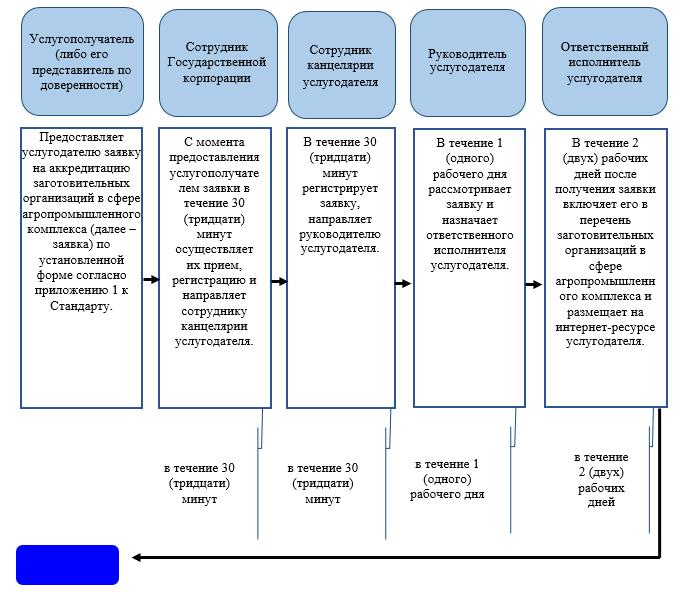 Услугополучатель
(либо его
представитель по
доверенности)
Сотрудник
Государственной
корпорации
Сотрудник
канцелярии
услугодателя
Руководитель
услугодателя
Ответственный
исполнитель
услугодателя
Предоставляет
услугодателю заявку
на аккредитацию
заготовительных
организаций в сфере
агропромышленного
комплекса (далее –
заявка) по
установленной
форме согласно
приложению 1 к
Стандарту.
С момента
предоставления
услугополучате
лем заявки в
течение 30
(тридцати)
минут
осуществляет
их прием,
регистрацию и
направляет
сотруднику
канцелярии
услугодателя.
В течение 30
(тридцати)
минут
регистрирует
заявку,
направляет
руководителю
услугодателя.
В течение 1
(одного)
рабочего дня
рассмотривает
заявку и
назначает
ответственного
исполнителя
услугодателя.
В течение 2
(двух) рабочих
дней после
получения заявки
включает его в
перечень
заготовительных
организаций в
сфере
агропромышленн
ого комплекса и
размещает на
интернет-ресурсе
услугодателя.
в течение 30
(тридцати)
минут
в течение 30
(тридцати)
минут
в течение 1
(одного)
рабочего дня
в течение
2 (двух)
рабочих
дней